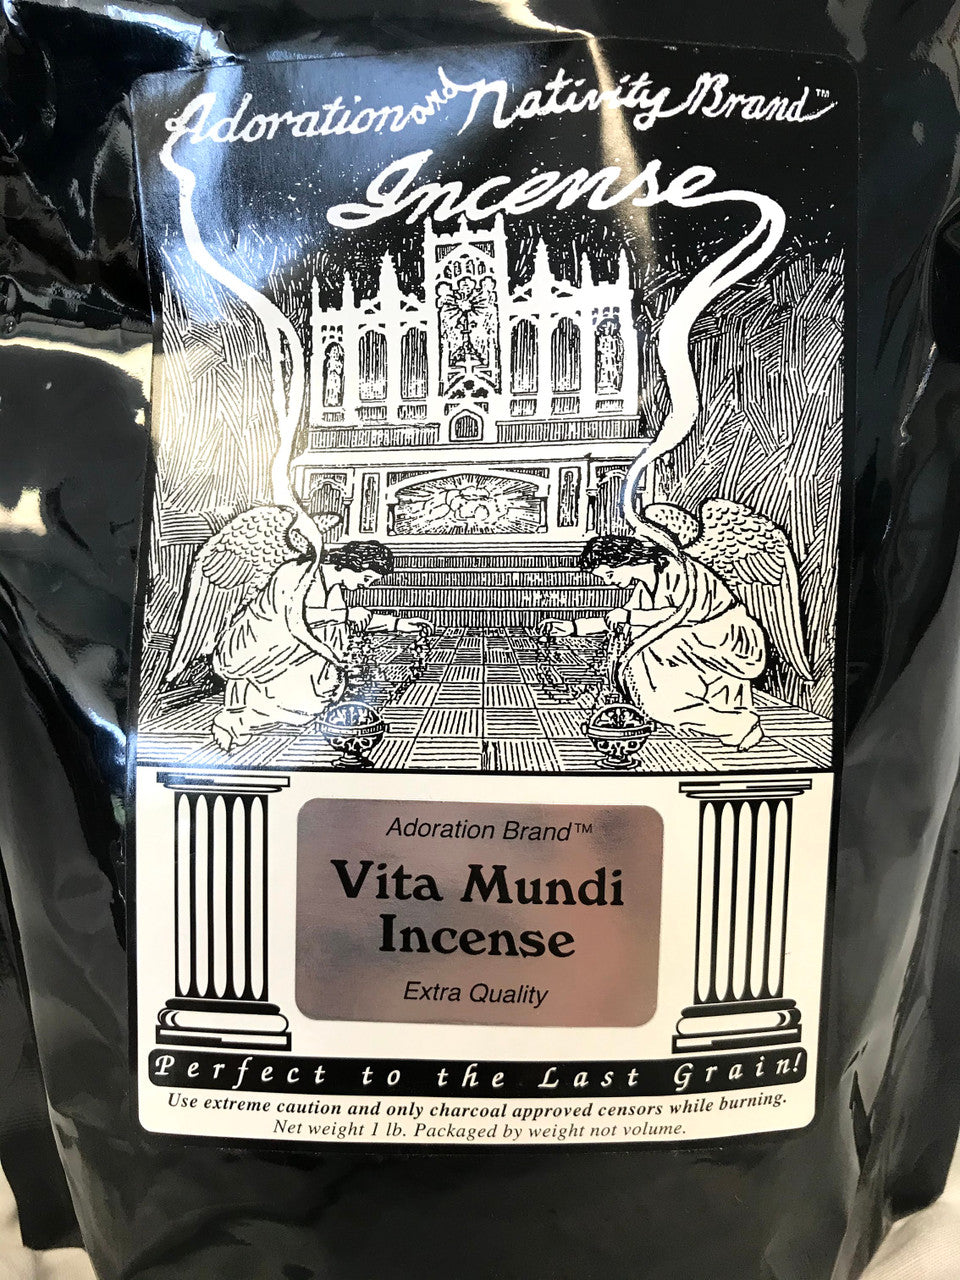 Adoration and Nativity Brand™
Incense
Adoration Brand™
Vita Mundi
Incense
Extra Quality
Perfect to the Last Grain!
Use extreme caution and only charcoal approved censors while burning.
Net weight 1 lb. Packaged by weight not volume.